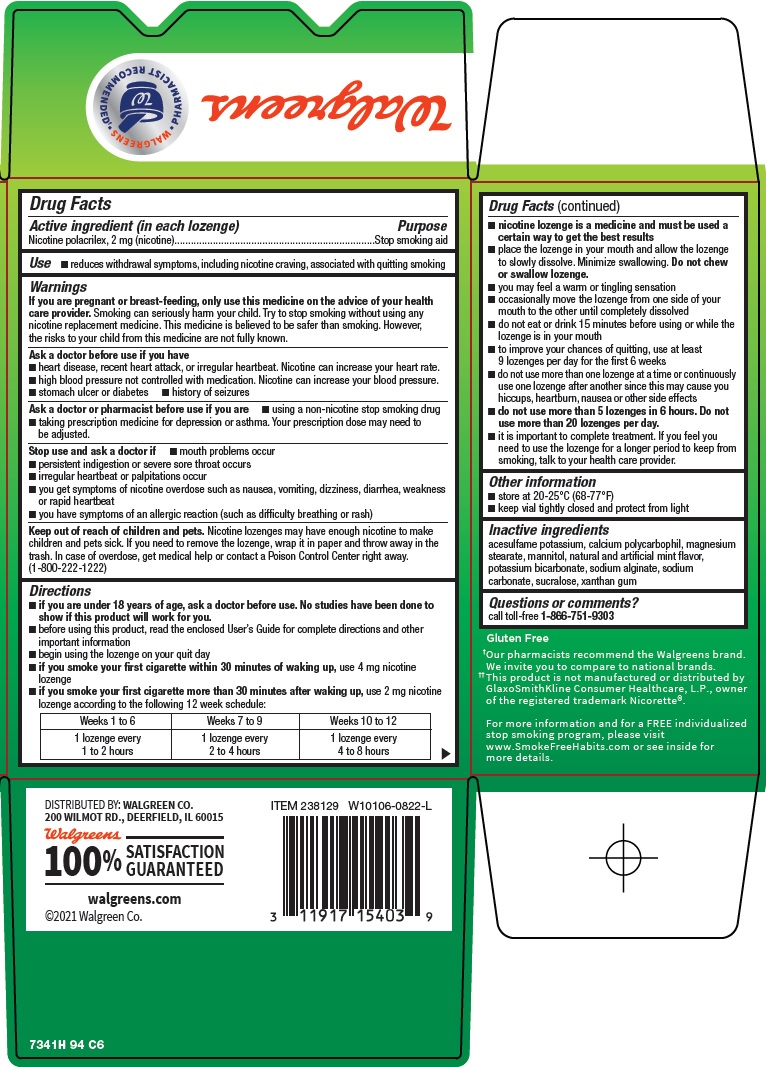 Walgreens
• WALGREENS •
PHARMACIST RECOMMENDED†
Drug Facts
Active ingredient (in each lozenge) Purpose
Nicotine polacrilex, 2 mg (nicotine)..........................................................................Stop smoking aid
Use ■ reduces withdrawal symptoms, including nicotine craving, associated with quitting smoking
Warnings
If you are pregnant or breast-feeding, only use this medicine on the advice of your health
care provider. Smoking can seriously harm your child. Try to stop smoking without using any
nicotine replacement medicine. This medicine is believed to be safer than smoking. However,
the risks to your child from this medicine are not fully known.
Ask a doctor before use if you have
■ heart disease, recent heart attack, or irregular heartbeat. Nicotine can increase your heart rate.
■ high blood pressure not controlled with medication. Nicotine can increase your blood pressure.
■ stomach ulcer or diabetes ■ history of seizures
Ask a doctor or pharmacist before use if you are ■ using a non-nicotine stop smoking drug
■ taking prescription medicine for depression or asthma. Your prescription dose may need to
be adjusted.
Stop use and ask a doctor if ■ mouth problems occur
■ persistent indigestion or severe sore throat occurs
■ irregular heartbeat or palpitations occur
■ you get symptoms of nicotine overdose such as nausea, vomiting, dizziness, diarrhea, weakness
or rapid heartbeat
■ you have symptoms of an allergic reaction (such as difficulty breathing or rash)
Keep out of reach of children and pets. Nicotine lozenges may have enough nicotine to make
children and pets sick. If you need to remove the lozenge, wrap it in paper and throw away in the
trash. In case of overdose, get medical help or contact a Poison Control Center right away.
(1-800-222-1222)
Directions
■ if you are under 18 years of age, ask a doctor before use. No studies have been done to
show if this product will work for you.
■ before using this product, read the enclosed User's Guide for complete directions and other
important information
■ begin using the lozenge on your quit day
■ if you smoke your first cigarette within 30 minutes of waking up, use 4 mg nicotine
lozenge
■ if you smoke your first cigarette more than 30 minutes after waking up, use 2 mg nicotine
lozenge according to the following 12 week schedule:
Weeks 1 to 6 Weeks 7 to 9 Weeks 10 to 12
1 lozenge every 1 lozenge every 1 lozenge every
1 to 2 hours 2 to 4 hours 4 to 8 hours
Drug Facts (continued)
■ nicotine lozenge is a medicine and must be used a
certain way to get the best results
■ place the lozenge in your mouth and allow the lozenge
to slowly dissolve. Minimize swallowing. Do not chew
or swallow lozenge.
■ you may feel a warm or tingling sensation
■ occasionally move the lozenge from one side of your
mouth to the other until completely dissolved
■ do not eat or drink 15 minutes before using or while the
lozenge is in your mouth
■ to improve your chances of quitting, use at least
9 lozenges per day for the first 6 weeks
■ do not use more than one lozenge at a time or continuously
use one lozenge after another since this may cause you
hiccups, heartburn, nausea or other side effects
■ do not use more than 5 lozenges in 6 hours. Do not
use more than 20 lozenges per day.
■ it is important to complete treatment. If you feel you
need to use the lozenge for a longer period to keep from
smoking, talk to your health care provider.
Other information
■ store at 20-25°C (68-77°F)
■ keep vial tightly closed and protect from light
Inactive ingredients
acesulfame potassium, calcium polycarbophil, magnesium
stearate, mannitol, natural and artificial mint flavor,
potassium bicarbonate, sodium alginate, sodium
carbonate, sucralose, xanthan gum
Questions or comments?
call toll-free 1-866-751-9303
Gluten Free
†Our pharmacists recommend the Walgreens brand.
We invite you to compare to national brands.
††This product is not manufactured or distributed by
GlaxoSmithKline Consumer Healthcare, L.P., owner
of the registered trademark Nicorette®.
For more information and for a FREE individualized
stop smoking program, please visit
www.SmokeFreeHabits.com or see inside for
more details.
DISTRIBUTED BY: WALGREEN CO.
200 WILMOT RD., DEERFIELD, IL 60015
Walgreens
100% SATISFACTION
GUARANTEED
walgreens.com
©2021 Walgreen Co.
ITEM 238129 W10106-0822-L
3 11917 15403 9
7341H 94 C6